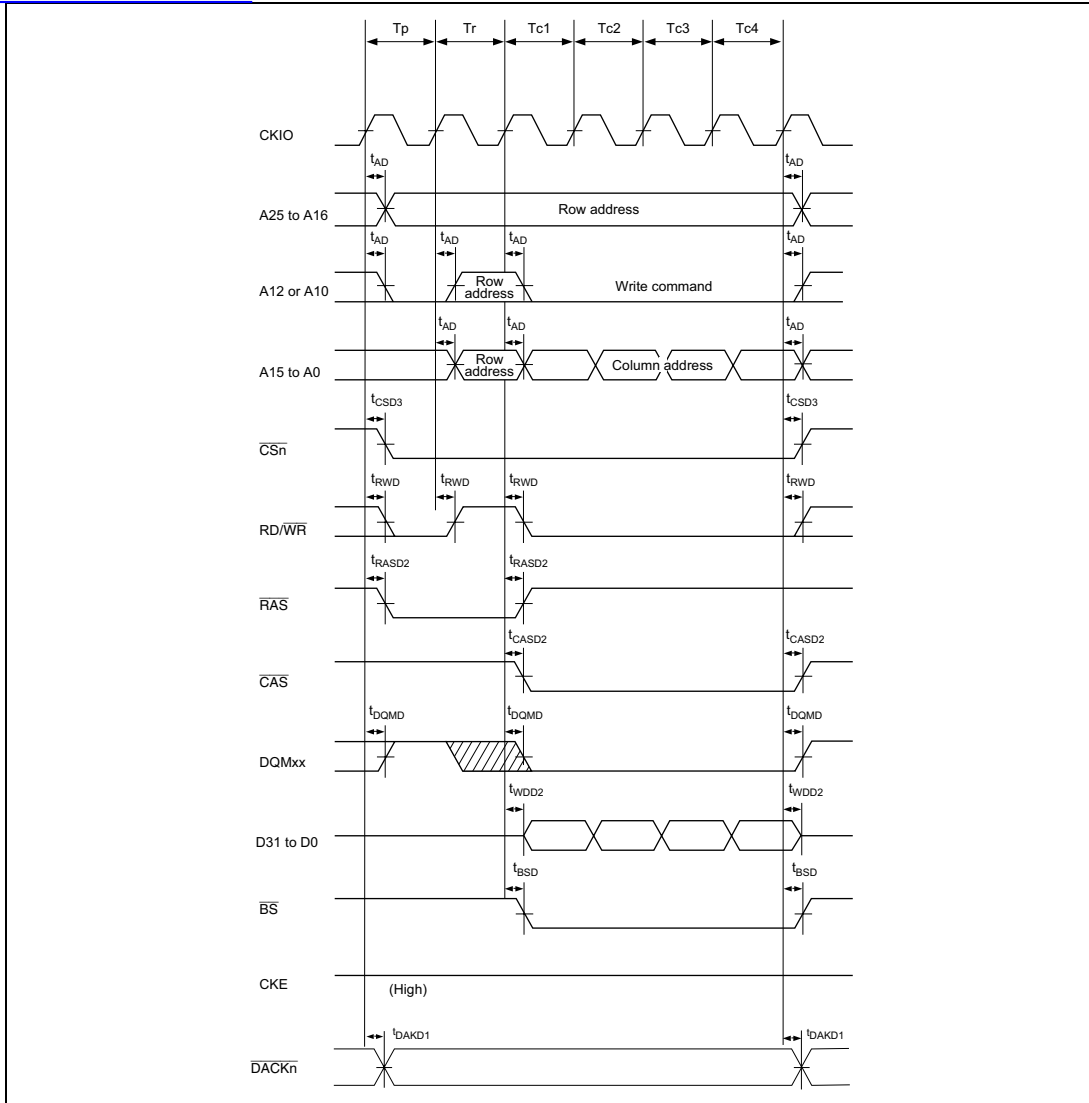 Tp Tr Tc1 Tc2 Tc3 Tc4
CKIO
tAD tAD
A25 to A16 Row address
tAD tAD tAD tAD
A12 or A10 Row address Write command
tAD tAD tAD
A15 to A0 Row address Column address
tCSD3 tCSD3
CSn
tRWD tRWD tRWD tRWD
RD/WR
tRASD2 tRASD2
RAS
tCASD2 tCASD2
CAS
tDQMD tDQMD tDQMD
DQMxx
tWDD2 tWDD2
D31 to D0
tBSD tBSD
BS
CKE
(High)
tDAKD1 tDAKD1
DACKn